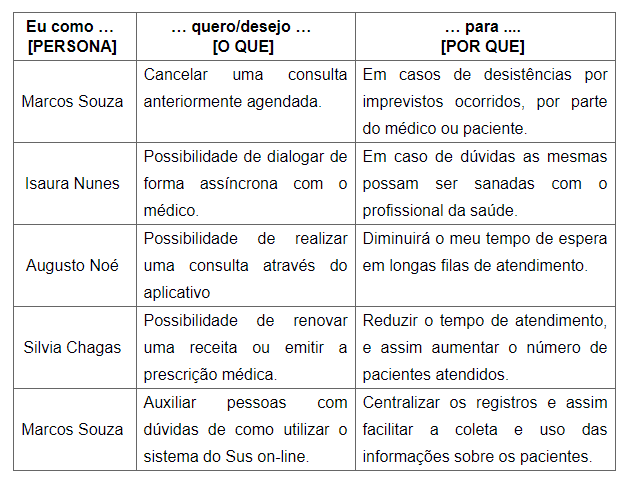 Eu como … … quero/desejo … … para ....
[PERSONA] [O QUE] [POR QUE]
Marcos Souza
Cancelar uma consulta
anteriormente agendada.
Em casos de desistências por
imprevistos ocorridos, por parte
do médico ou paciente.
Isaura Nunes
Possibilidade de dialogar de
forma assíncrona com o
médico.
Em caso de dúvidas as mesmas
possam ser sanadas com o
profissional da saúde.
Augusto Noé
Possibilidade de realizar
uma consulta através do
aplicativo
Diminuirá o meu tempo de espera
em longas filas de atendimento.
Silvia Chagas
Possibilidade de renovar
uma receita ou emitir a
prescrição médica.
Reduzir o tempo de atendimento,
e assim aumentar o número de
pacientes atendidos.
Marcos Souza
Auxiliar pessoas com
dúvidas de como utilizar o
sistema do Sus on-line.
Centralizar os registros e assim
facilitar a coleta e uso das
informações sobre os pacientes.